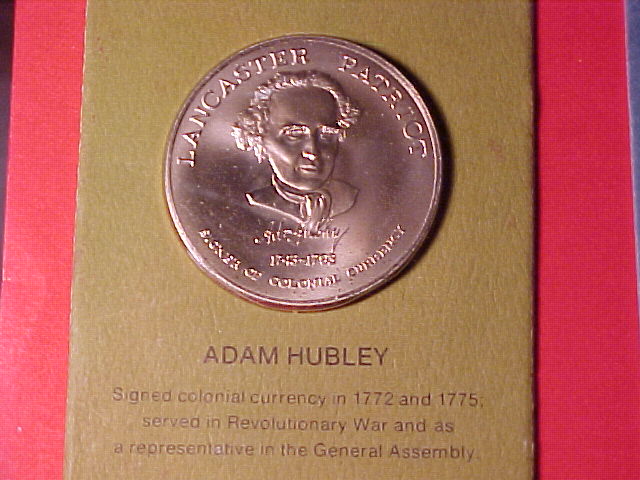 LANCASTER PATRIOT
SIGNER OF COLONIAL CURRENCY
ADAM HUBLEY
Signed colonial currency in 1772 and 1775;
served in Revolutionary War and as
a representative in the General Assembly.